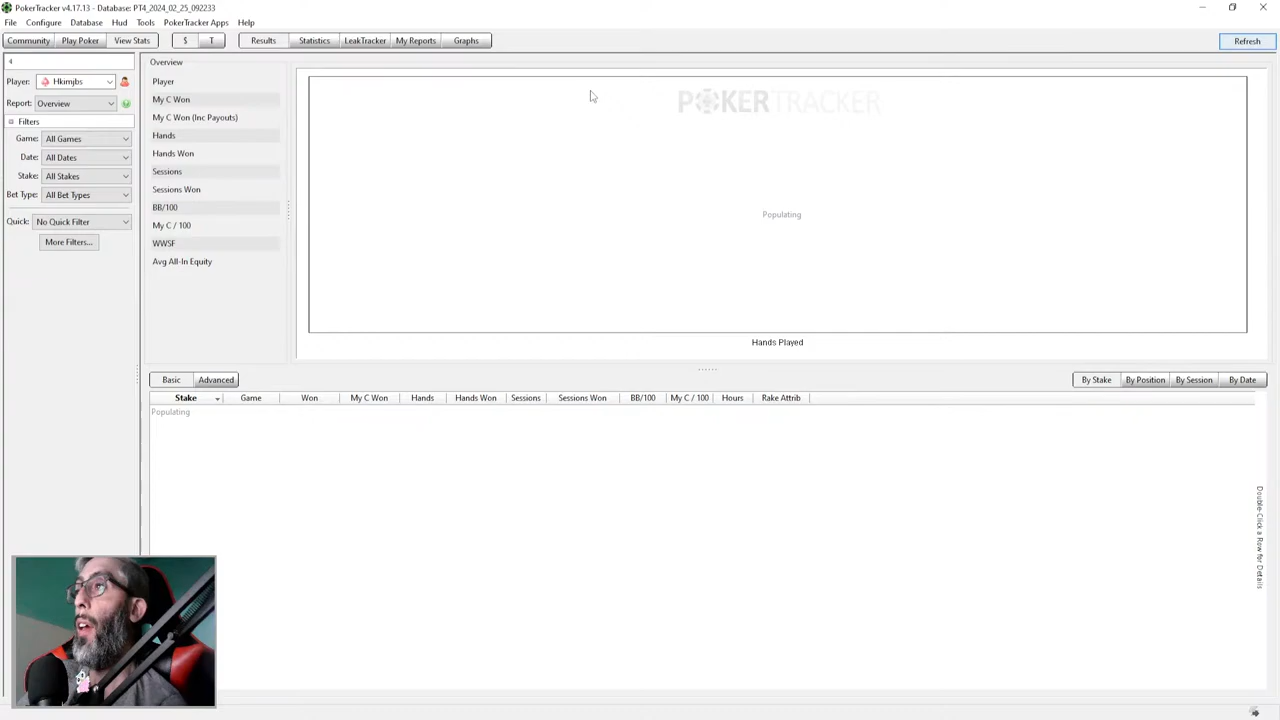 PokerTracker v4.17.13 - Database: PT4_2024_02_25_092233
File Configure Database Hud Tools PokerTracker Apps Help
Community Play Poker View Stats $ T Results Statistics LeakTracker My Reports Graphs Refresh
Player: Hkimjbs
Report: Overview
Filters
Game: All Games
Date: All Dates
Stake: All Stakes
Bet Type: All Bet Types
Quick: No Quick Filter
More Filters...
Overview
Player
My C Won
My C Won (Inc Payouts)
Hands
Hands Won
Sessions
Sessions Won
BB/100
My C / 100
WWSF
Avg All-In Equity
POKERTRACKER
Populating
Hands Played
Basic Advanced By Stake By Position By Session By Date
Stake Game Won My C Won Hands Hands Won Sessions Sessions Won BB/100 My C / 100 Hours Rake Attrib
Populating
Double-Click a Row for Details